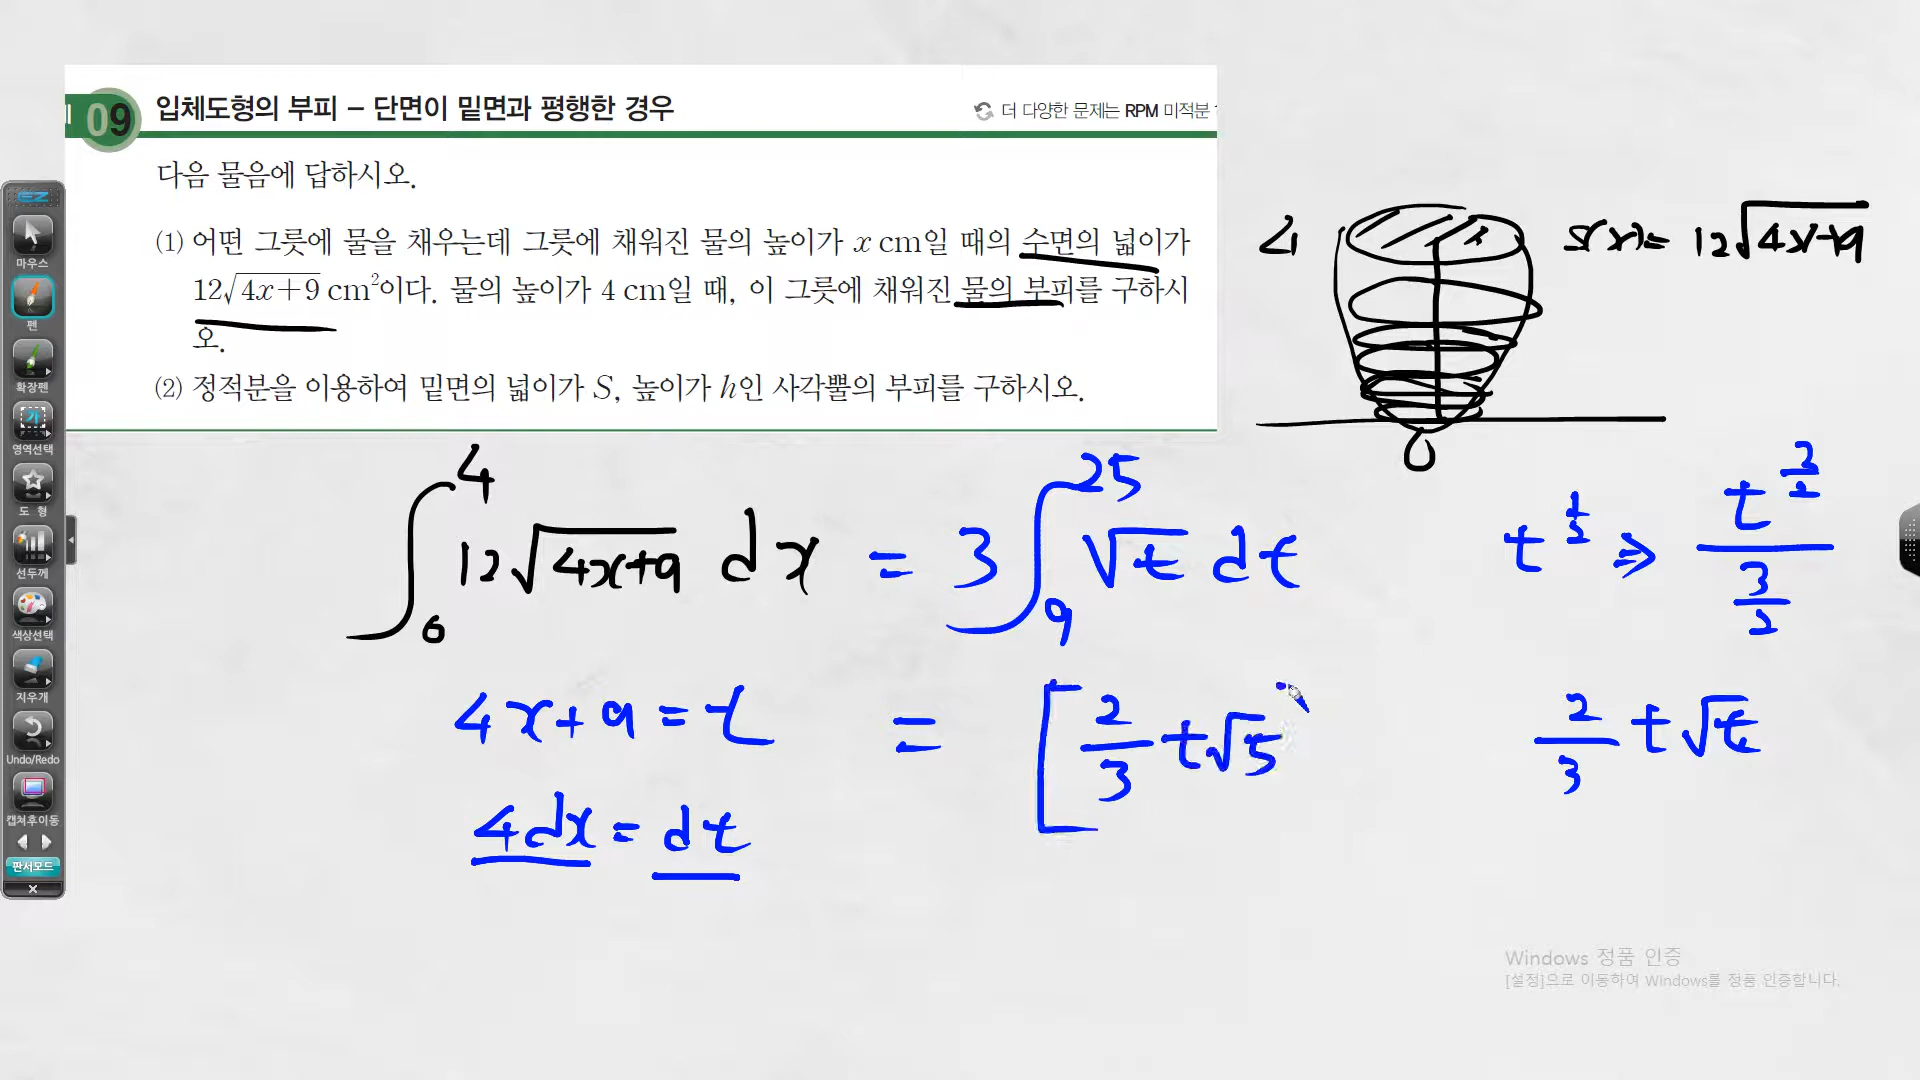 09 입체도형의 부피 – 단면이 밑면과 평행한 경우
더 다양한 문제는 RPM 미적분
다음 물음에 답하시오.
(1) 어떤 그릇에 물을 채우는데 그릇에 채워진 물의 높이가 x cm일 때의 수면의 넓이가
12√(4x+9) cm²이다. 물의 높이가 4 cm일 때, 이 그릇에 채워진 물의 부피를 구하시
오.
(2) 정적분을 이용하여 밑면의 넓이가 S, 높이가 h인 사각뿔의 부피를 구하시오.
4
S(x)= 12√(4x+9)
0
∫₀⁴ 12√(4x+9) dx = 3 ∫₉²⁵ √t dt
t^(1/2) ⇒ t^(3/2) / (3/2)
4x+9=t
= [ 2/3 t√t
2/3 t√t
4dx = dt
EZ
마우스
펜
확장펜
가
영역선택
도 형
선두께
색상선택
지우개
Undo/Redo
캡처후이동
판서모드
x
Windows 정품 인증
[설정]으로 이동하여 Windows를 정품 인증합니다.